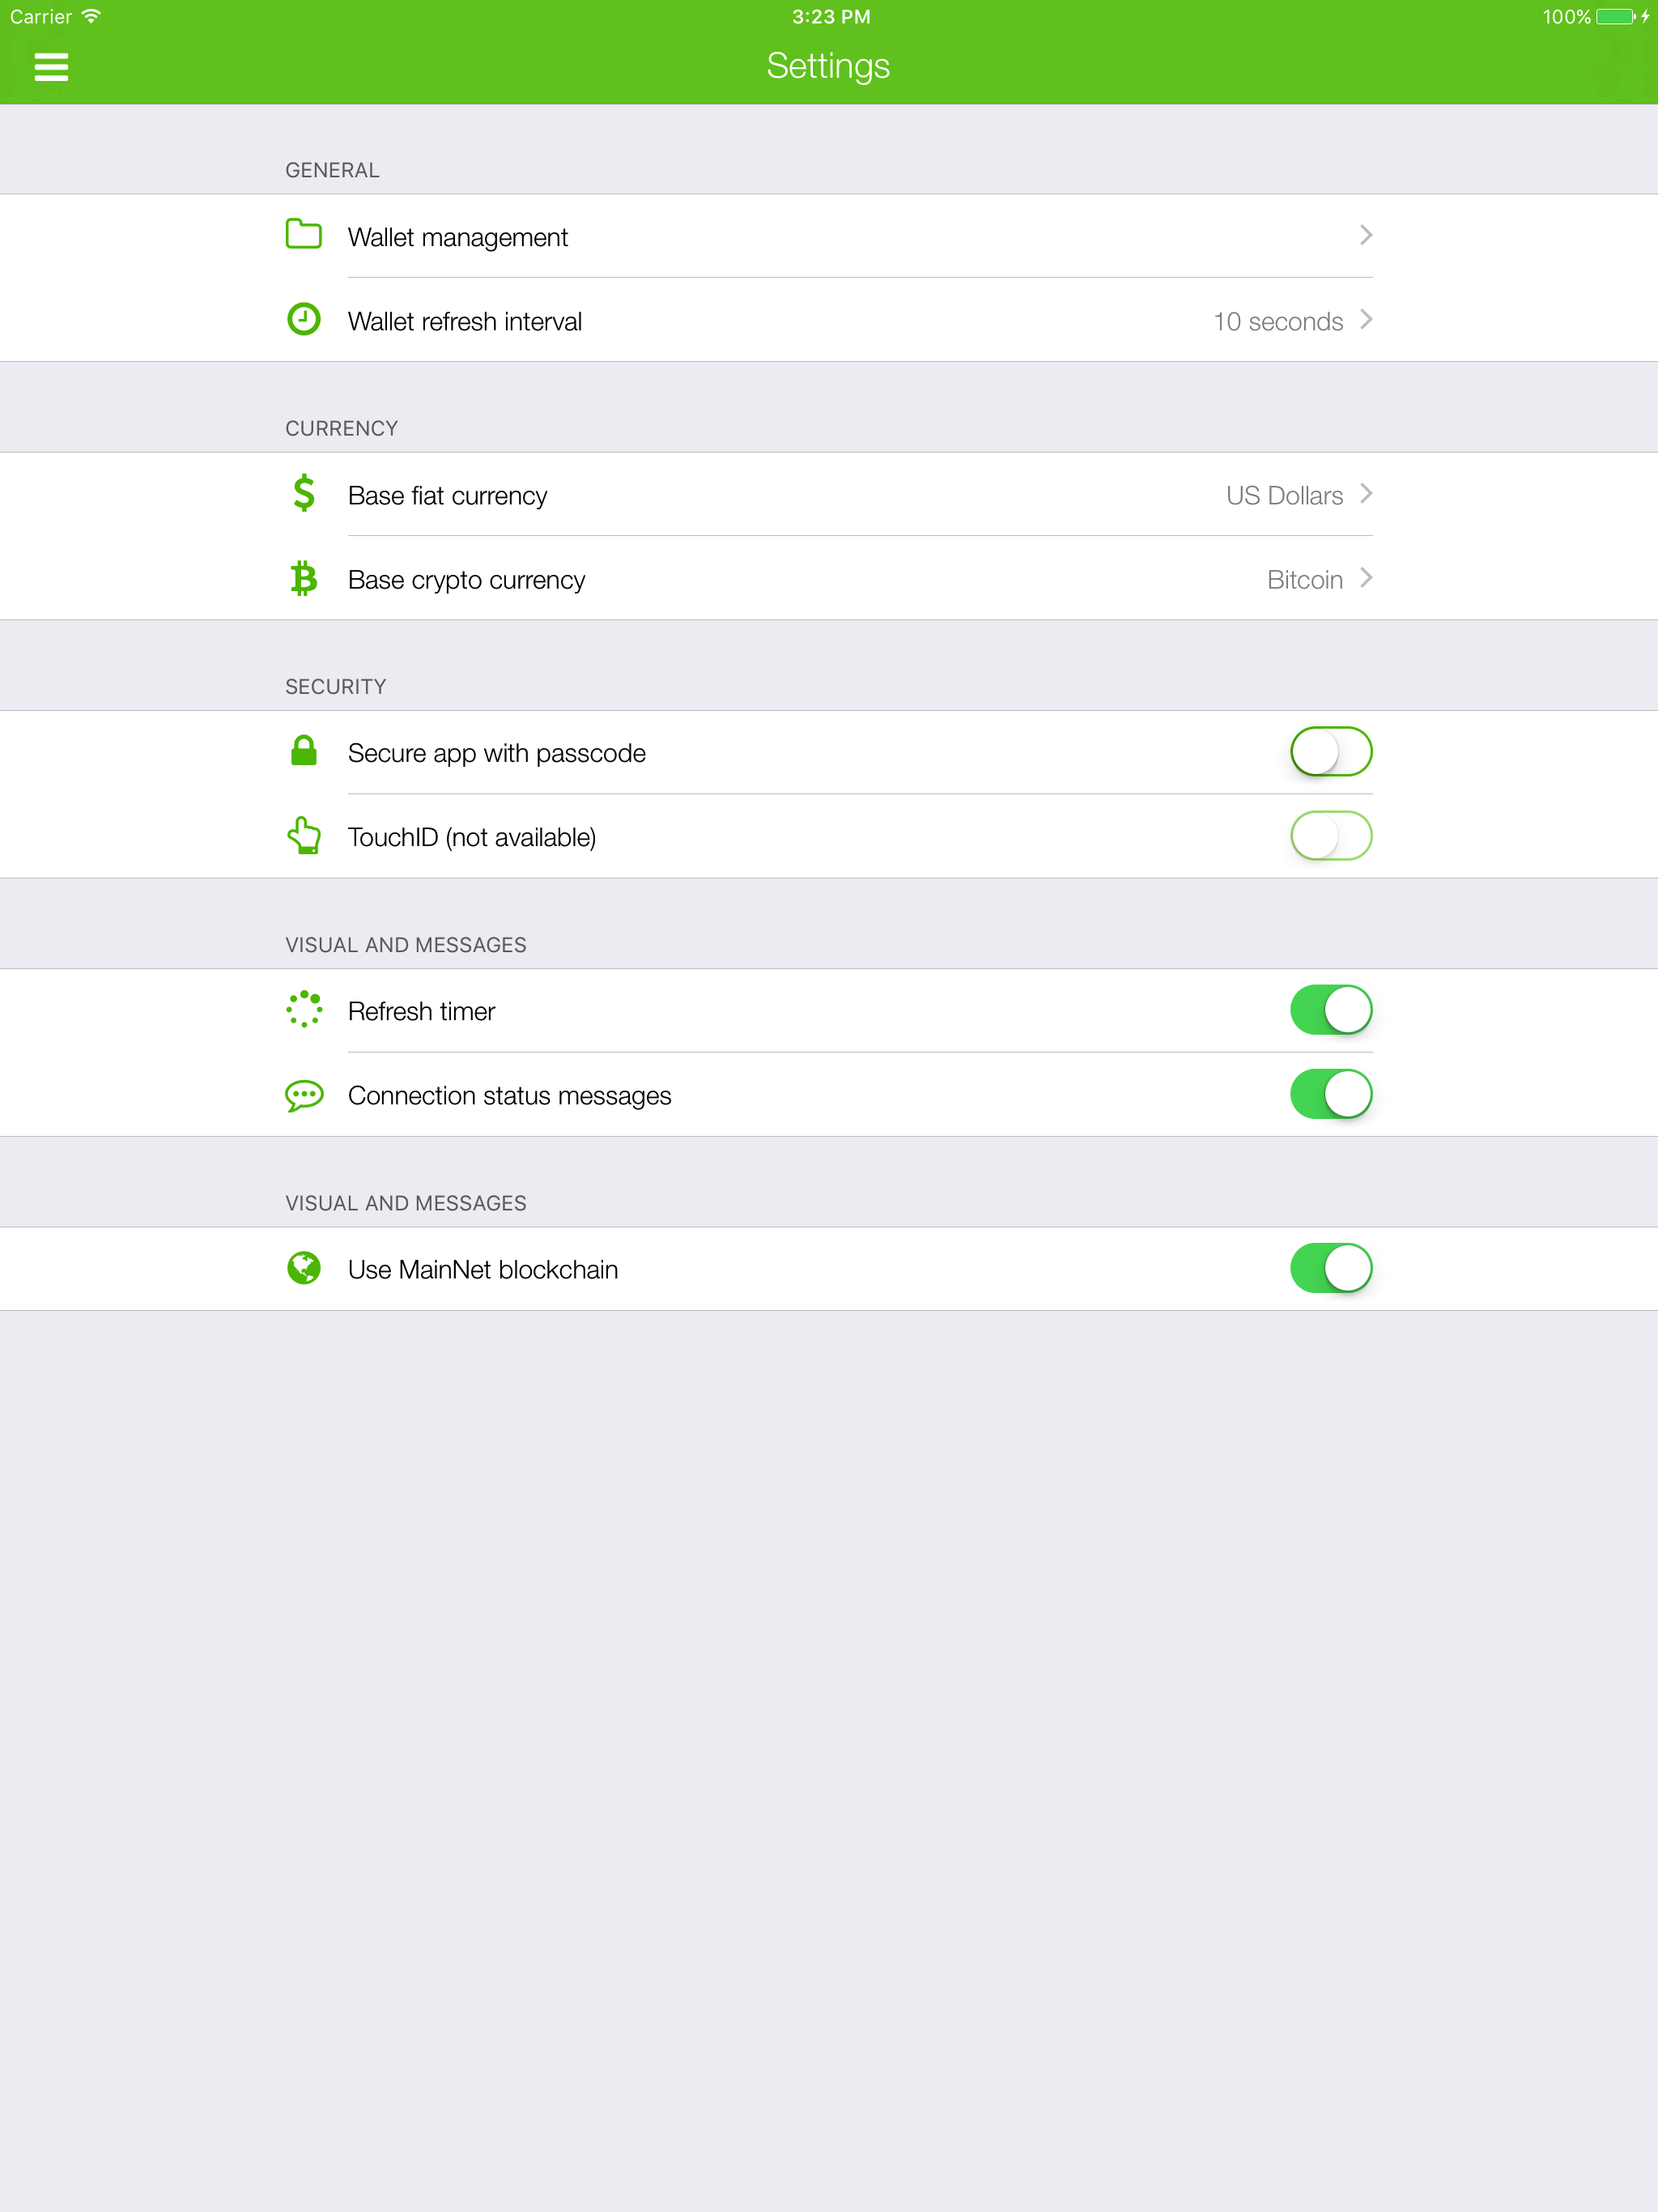 Carrier 3:23 PM 100%
Settings
GENERAL
Wallet management
Wallet refresh interval 10 seconds
CURRENCY
Base fiat currency US Dollars
Base crypto currency Bitcoin
SECURITY
Secure app with passcode
TouchID (not available)
VISUAL AND MESSAGES
Refresh timer
Connection status messages
VISUAL AND MESSAGES
Use MainNet blockchain